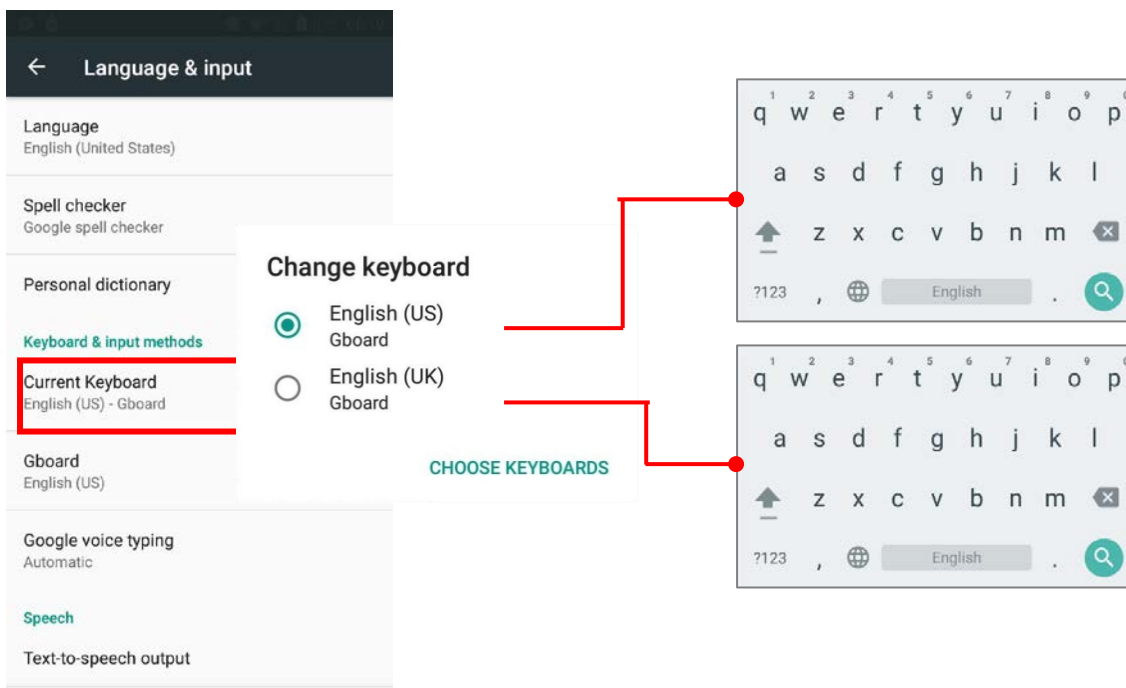 Language & input
Language
English (United States)
Spell checker
Google spell checker
Personal dictionary
Keyboard & input methods
Current Keyboard
English (US) - Gboard
Gboard
English (US)
Google voice typing
Automatic
Speech
Text-to-speech output
Change keyboard
English (US)
Gboard
English (UK)
Gboard
CHOOSE KEYBOARDS
1 2 3 4 5 6 7 8 9
q w e r t y u i o p
a s d f g h j k l
z x c v b n m
?123 , English .
1 2 3 4 5 6 7 8 9
q w e r t y u i o p
a s d f g h j k l
z x c v b n m
?123 , English .